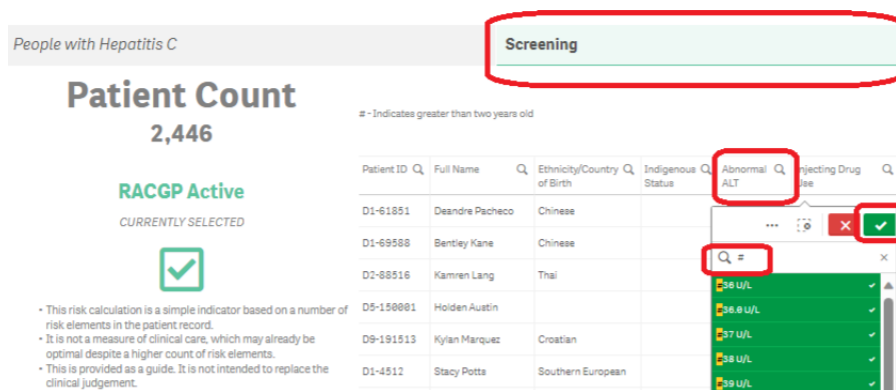 People with Hepatitis C
Screening
Patient Count
2,446
RACGP Active
CURRENTLY SELECTED
• This risk calculation is a simple indicator based on a number of
risk elements in the patient record.
• It is not a measure of clinical care, which may already be
optimal despite a higher count of risk elements.
• This is provided as a guide. It is not intended to replace the
clinical judgement.
# - Indicates greater than two years old
Patient ID Full Name Ethnicity/Country Indigenous Abnormal Injecting Drug
of Birth Status ALT Use
D1-61851 Deandre Pacheco Chinese
D1-69588 Bentley Kane Chinese
D2-88516 Kamren Lang Thai
D5-150001 Holden Austin
D9-191513 Kylan Marquez Croatian
D1-4512 Stacy Potts Southern European
#
#36 U/L
#36.0 U/L
#37 U/L
#38 U/L
#39 U/L